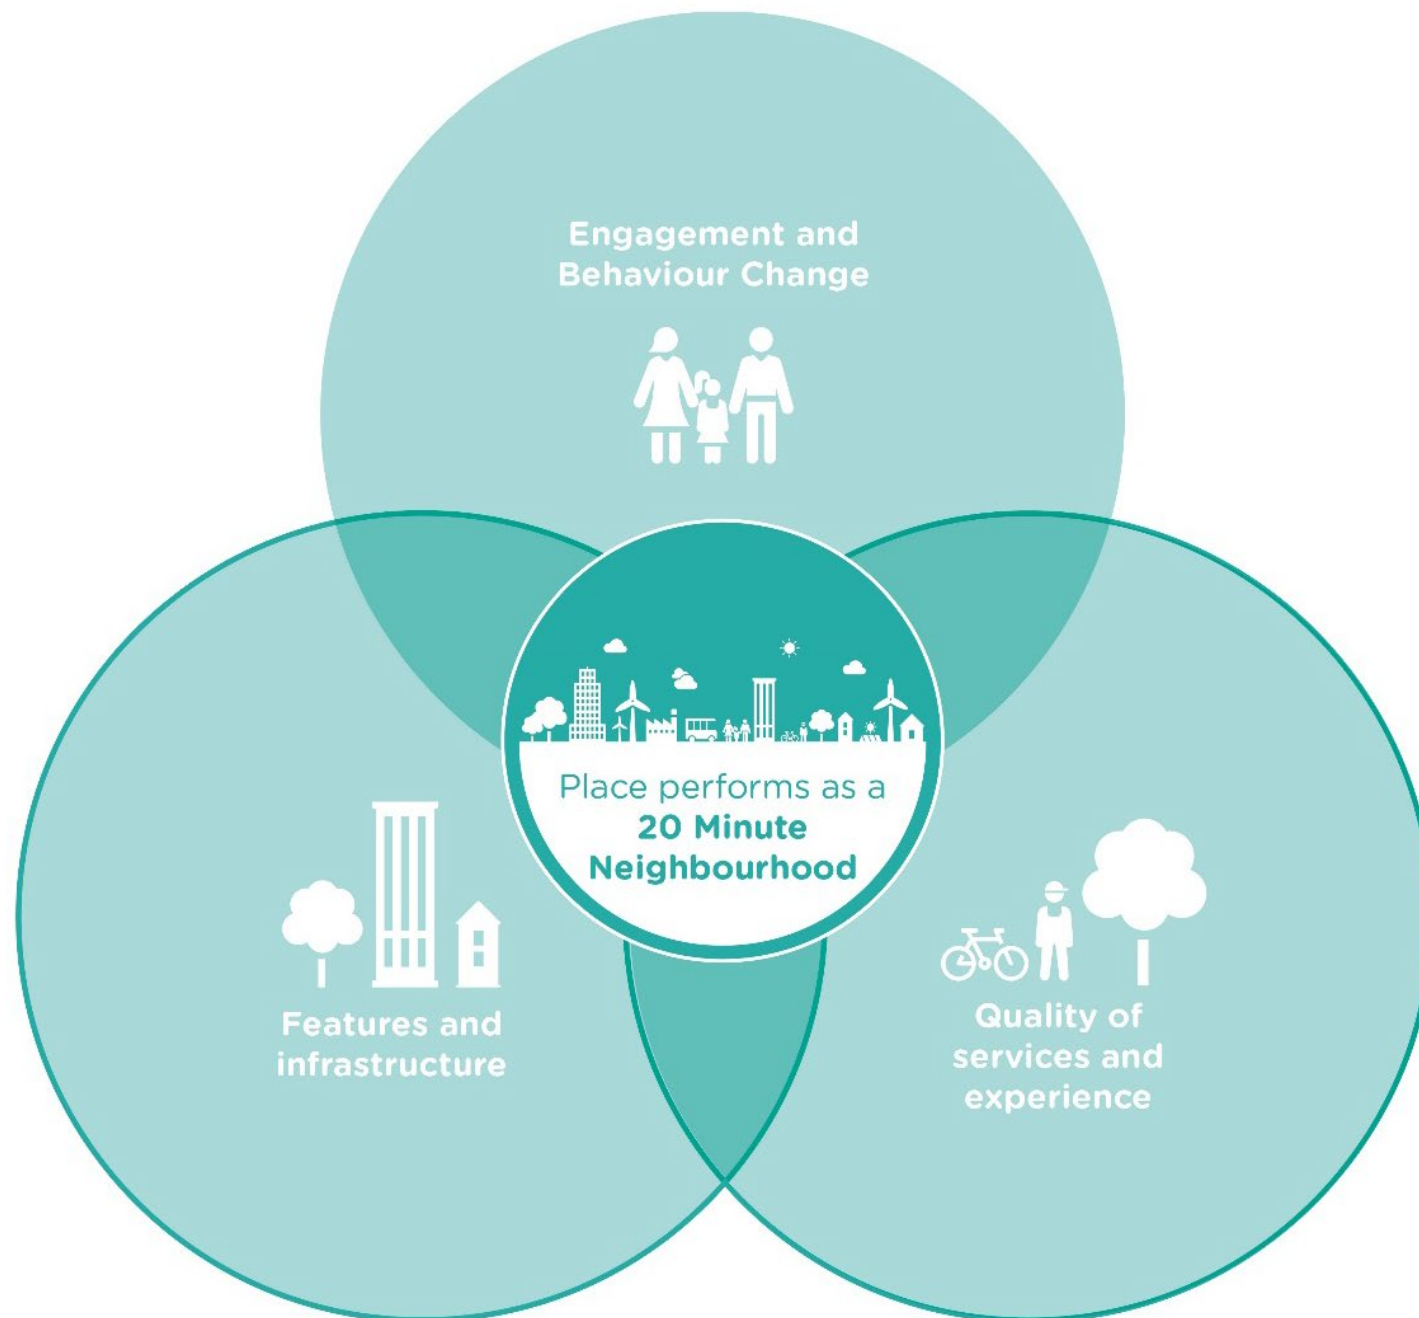 Engagement and
Behaviour Change
Place performs as a
20 Minute
Neighbourhood
Features and
infrastructure
Quality of
services and
experience